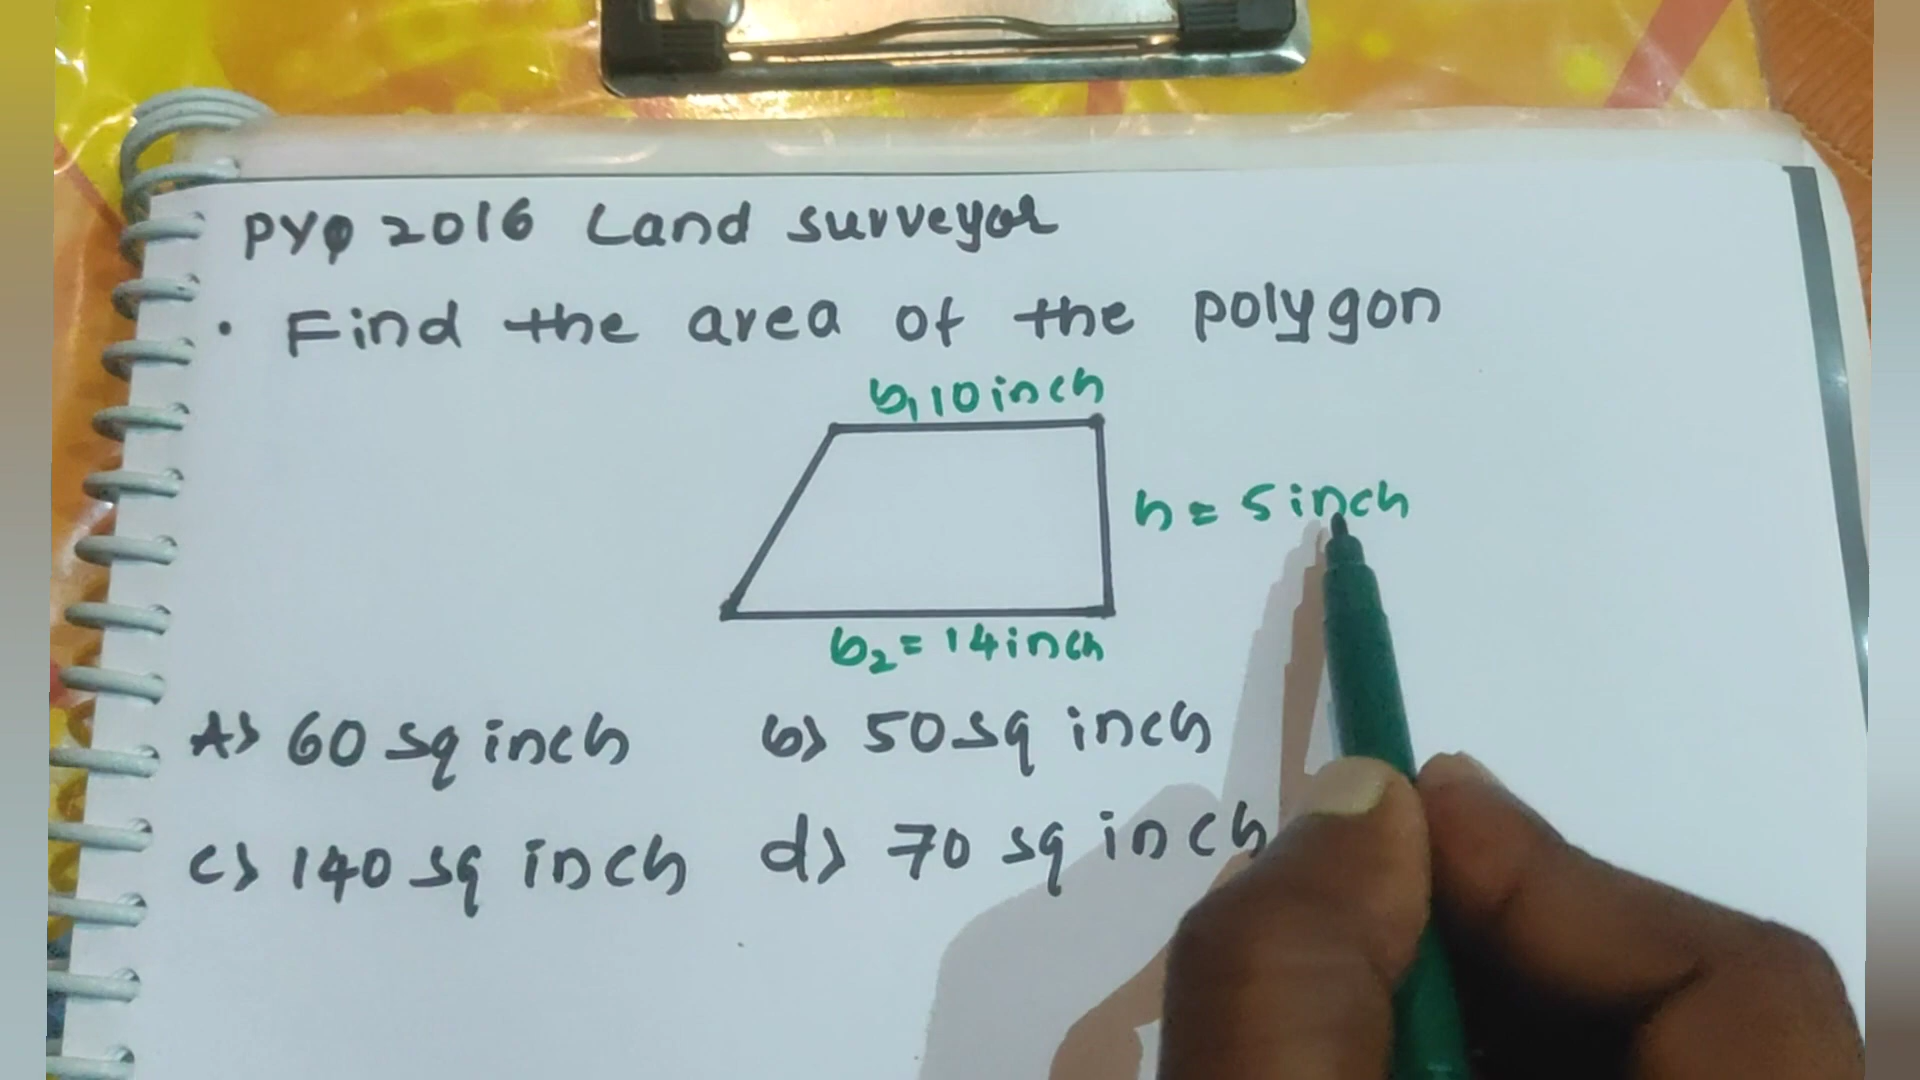 PYQ 2016 Land surveyor
• Find the area of the polygon
b₁ 10 inch
h = 5 inch
b₂ = 14 inch
A) 60 sq inch b) 50 sq inch
c) 140 sq inch d) 70 sq inch